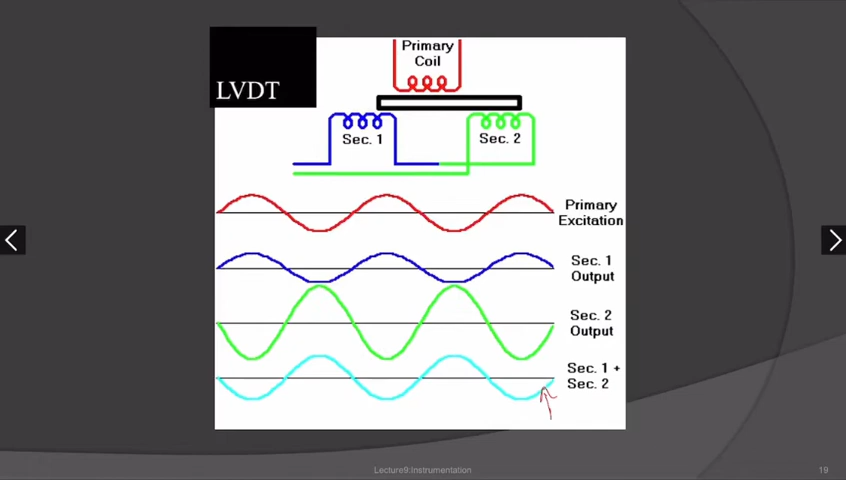 LVDT
Primary
Coil
Sec. 1
Sec. 2
Primary
Excitation
Sec. 1
Output
Sec. 2
Output
Sec. 1 +
Sec. 2
Lecture9:Instrumentation
19